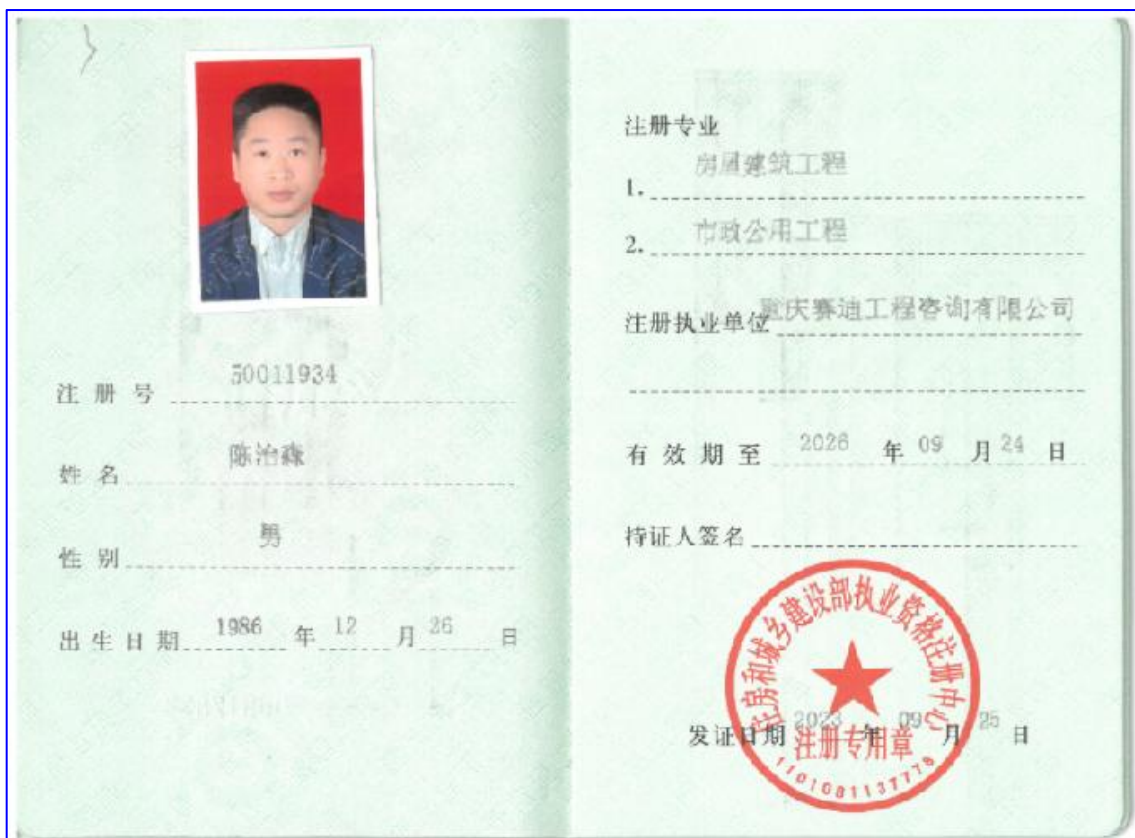 注册号 50011934
姓名 陈治森
性别 男
出生日期 1986 年 12 月 26 日
注册专业
1. 房屋建筑工程
2. 市政公用工程
注册执业单位 重庆赛迪工程咨询有限公司
有效期至 2026 年 09 月 24 日
持证人签名
住房和城乡建设部执业资格注册中心
发证日期 2023 年 09 月 25 日
注册专用章
1101081137778